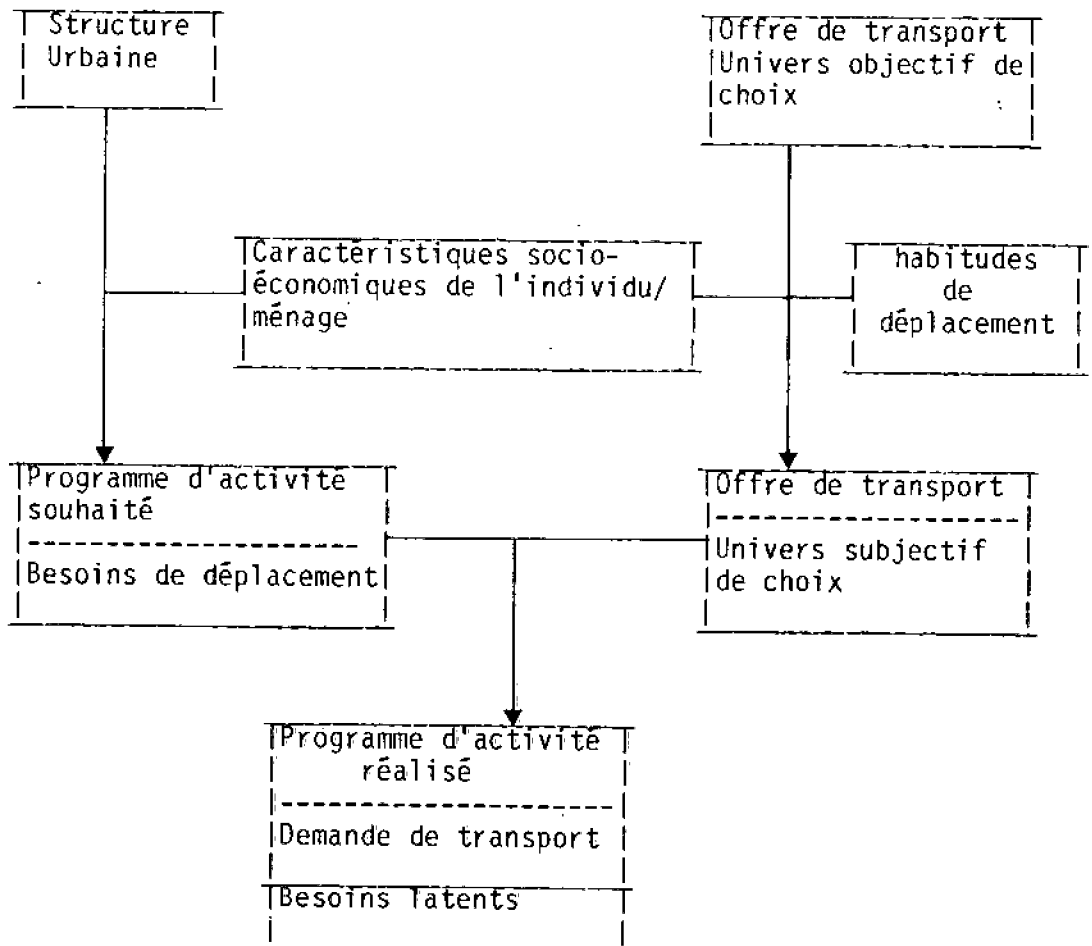 Structure
Urbaine
Offre de transport
Univers objectif de
choix
Caractéristiques socio-
économiques de l'individu/
ménage
habitudes
de
déplacement
Programme d'activité
souhaité
Besoins de déplacement
Offre de transport
Univers subjectif
de choix
Programme d'activité
réalisé
Demande de transport
Besoins latents